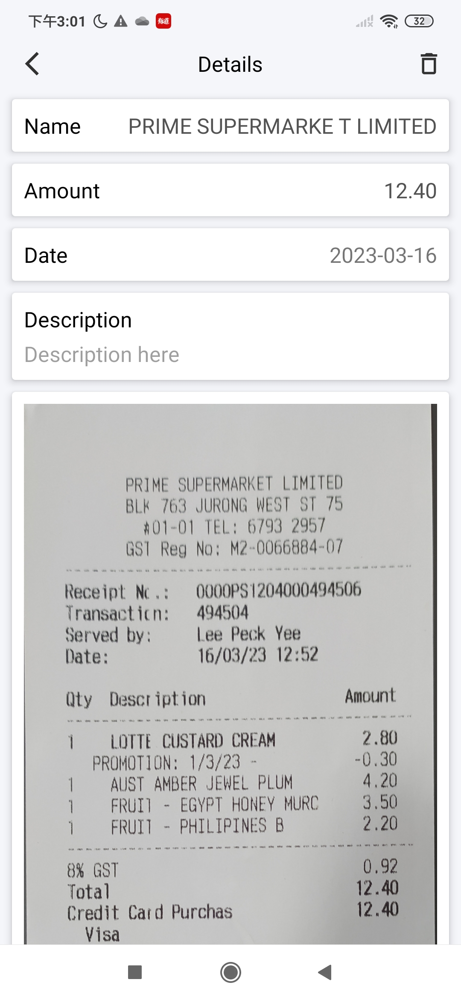 下午3:01 有道 32
Details
Name PRIME SUPERMARKE T LIMITED
Amount 12.40
Date 2023-03-16
Description
Description here
PRIME SUPERMARKET LIMITED
BLK 763 JURONG WEST ST 75
#01-01 TEL: 6793 2957
GST Reg No: M2-0066884-07
Receipt No.: 0000PS1204000494506
Transaction: 494504
Served by: Lee Peck Yee
Date: 16/03/23 12:52
Qty Description Amount
1 LOTTE CUSTARD CREAM 2.80
PROMOTION: 1/3/23 - -0.30
1 AUST AMBER JEWEL PLUM 4.20
1 FRUIT - EGYPT HONEY MURC 3.50
1 FRUIT - PHILIPINES B 2.20
8% GST 0.92
Total 12.40
Credit Card Purchas 12.40
Visa